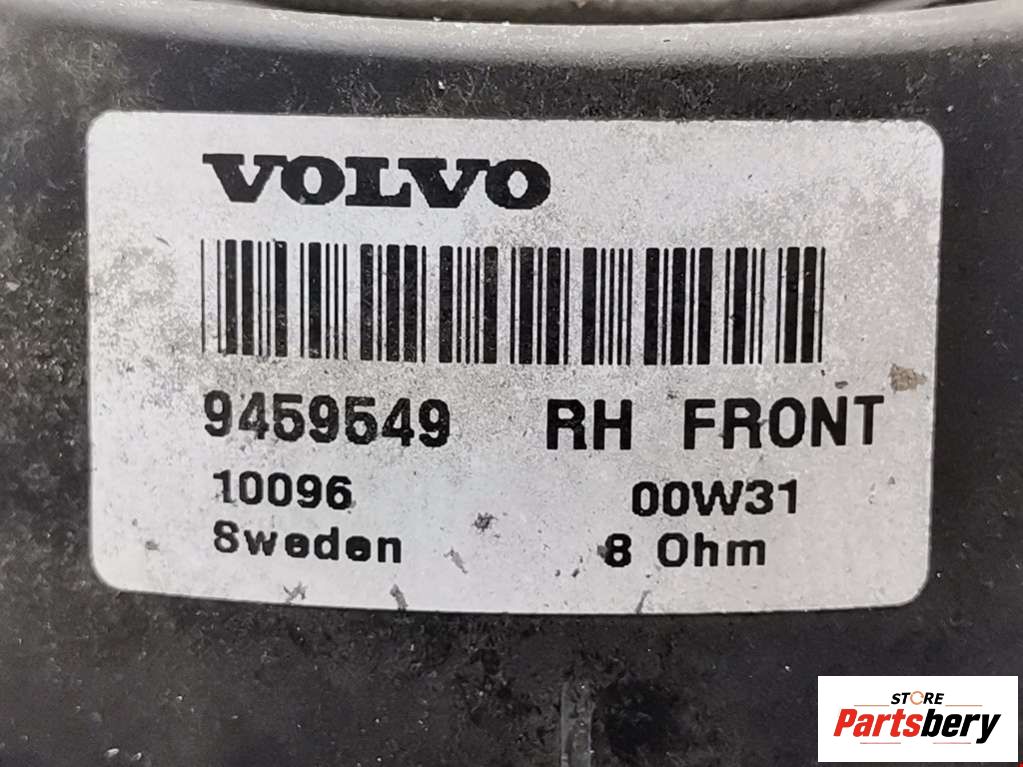 VOLVO
9459549 RH FRONT
10096 00W31
Sweden 8 Ohm
STORE
Partsbery